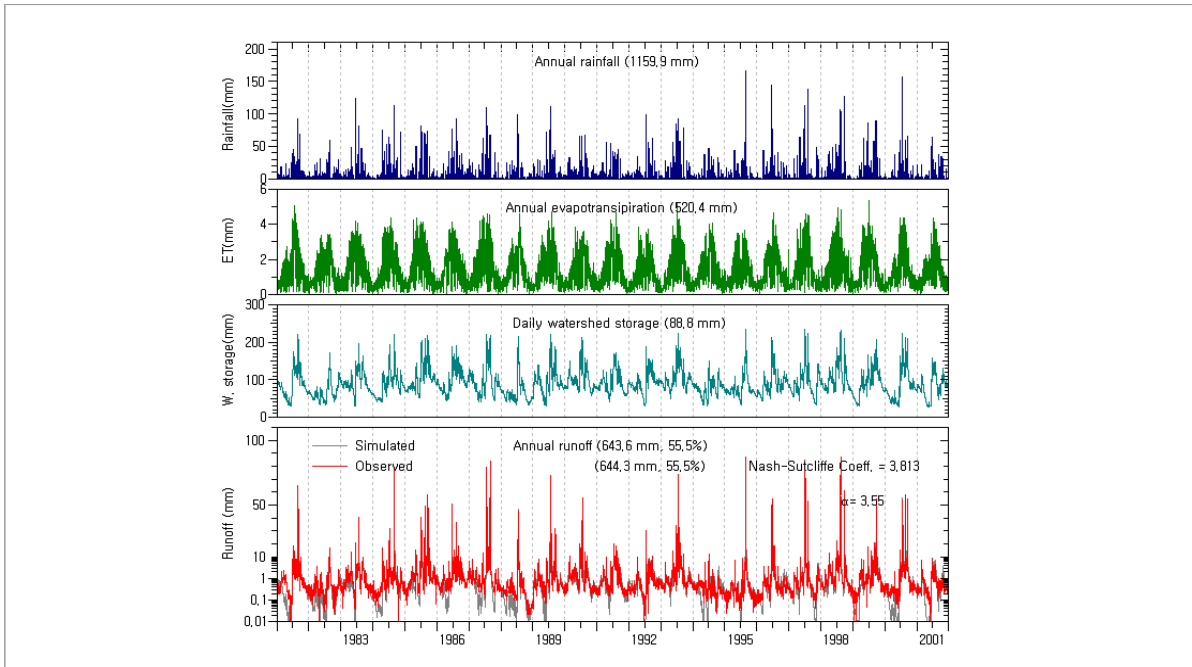 200
150
100
50
0
Rainfall(mm)
Annual rainfall (1159,9 mm)
6
4
2
0
ET(mm)
Annual evapotranspiration (520,4 mm)
300
200
100
0
W, storage(mm)
Daily watershed storage (88,8 mm)
100
50
10
1
0,1
0,01
Runoff (mm)
Simulated
Observed
Annual runoff (643,6 mm, 55,5%)
(644,3 mm, 55,5%)
Nash-Sutcliffe Coeff, = 3,813
α= 3,55
1983 1986 1989 1992 1995 1998 2001